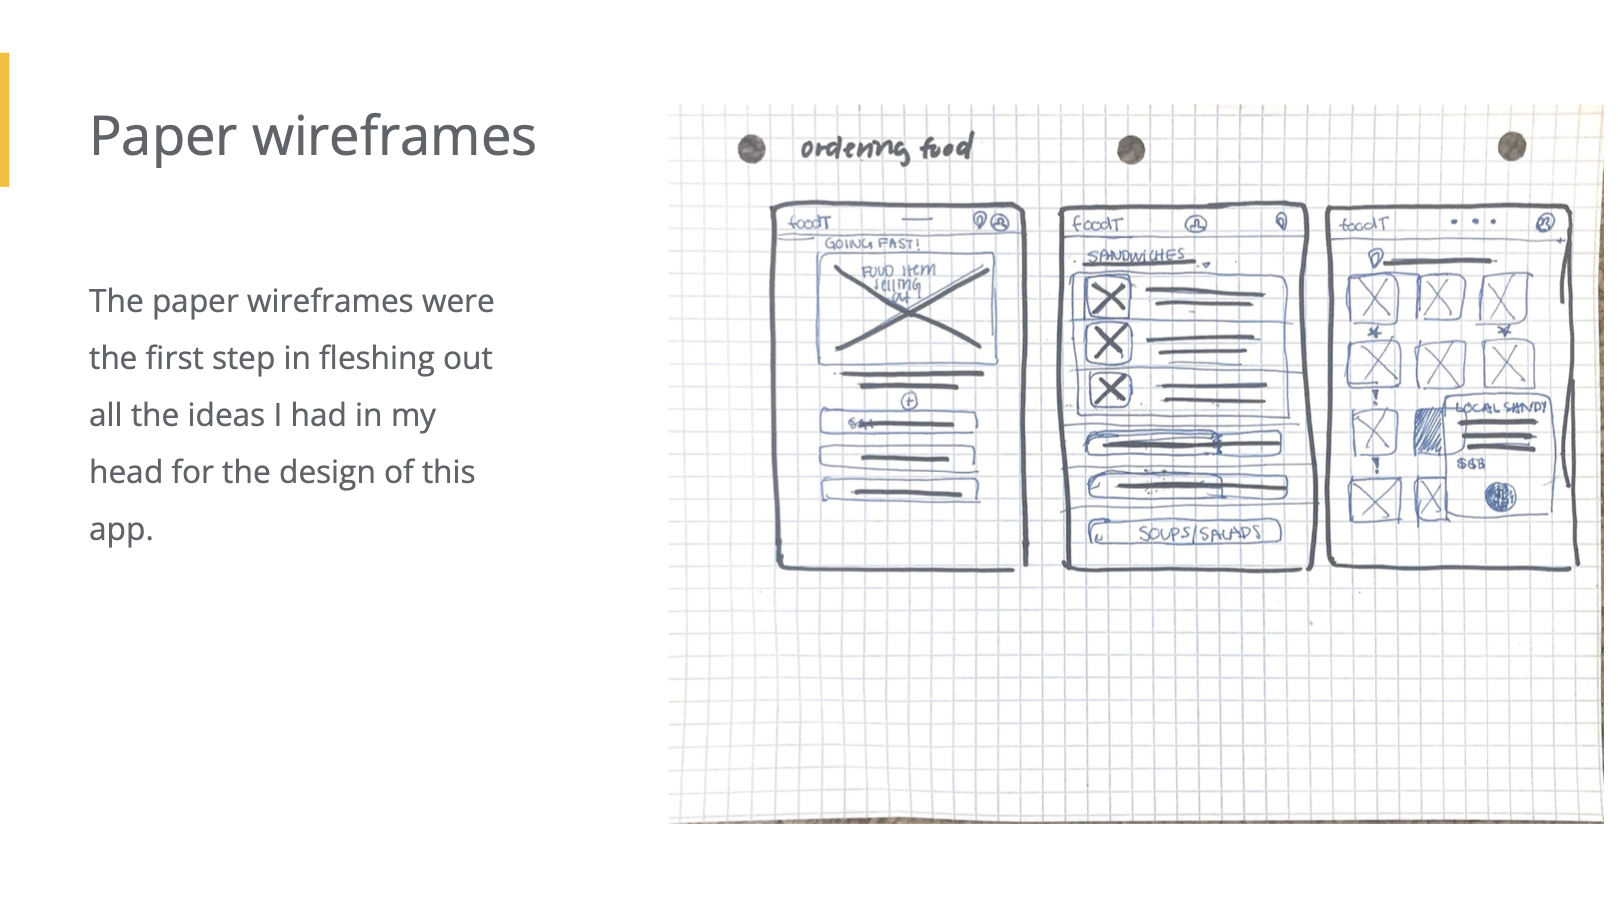 Paper wireframes
The paper wireframes were
the first step in fleshing out
all the ideas I had in my
head for the design of this
app.
ordering food
foodT
GOING FAST!
FOOD item
selling
out
foodT
SANDWICHES
SOUPS/SALADS
foodT
LOCAL SANDY
$$$